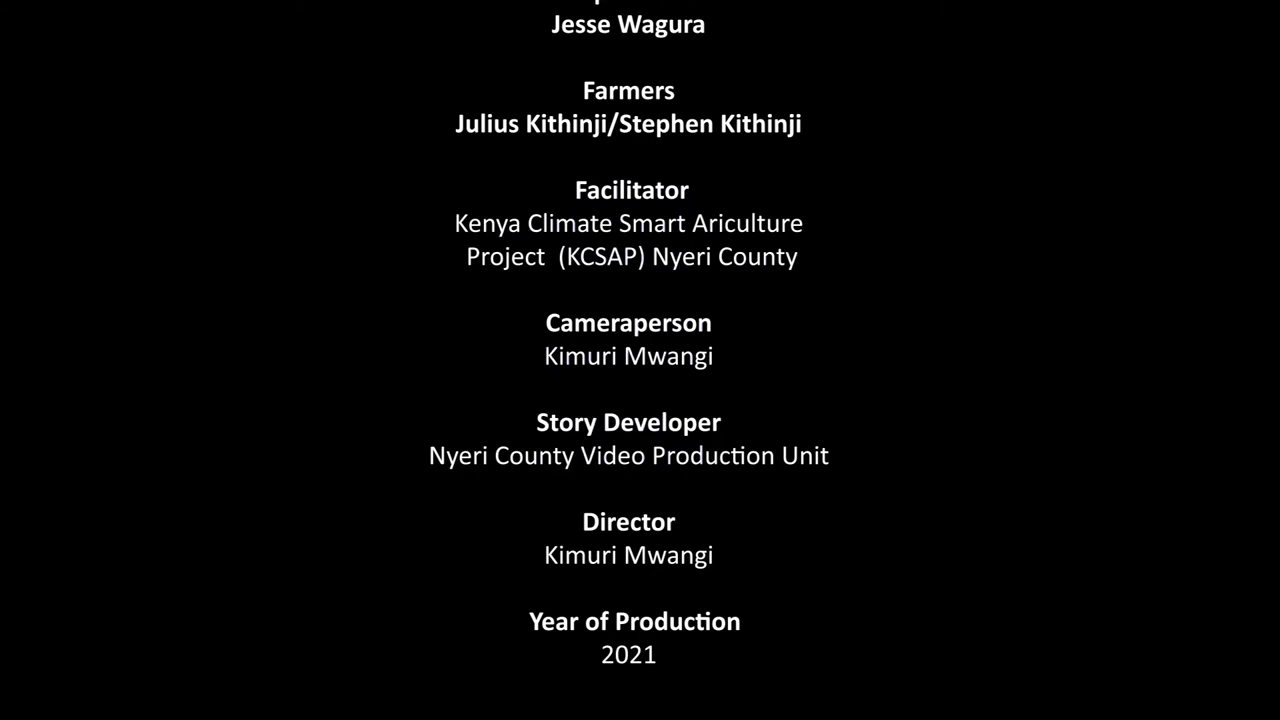 Jesse Wagura
Farmers
Julius Kithinji/Stephen Kithinji
Facilitator
Kenya Climate Smart Ariculture
Project (KCSAP) Nyeri County
Cameraperson
Kimuri Mwangi
Story Developer
Nyeri County Video Production Unit
Director
Kimuri Mwangi
Year of Production
2021